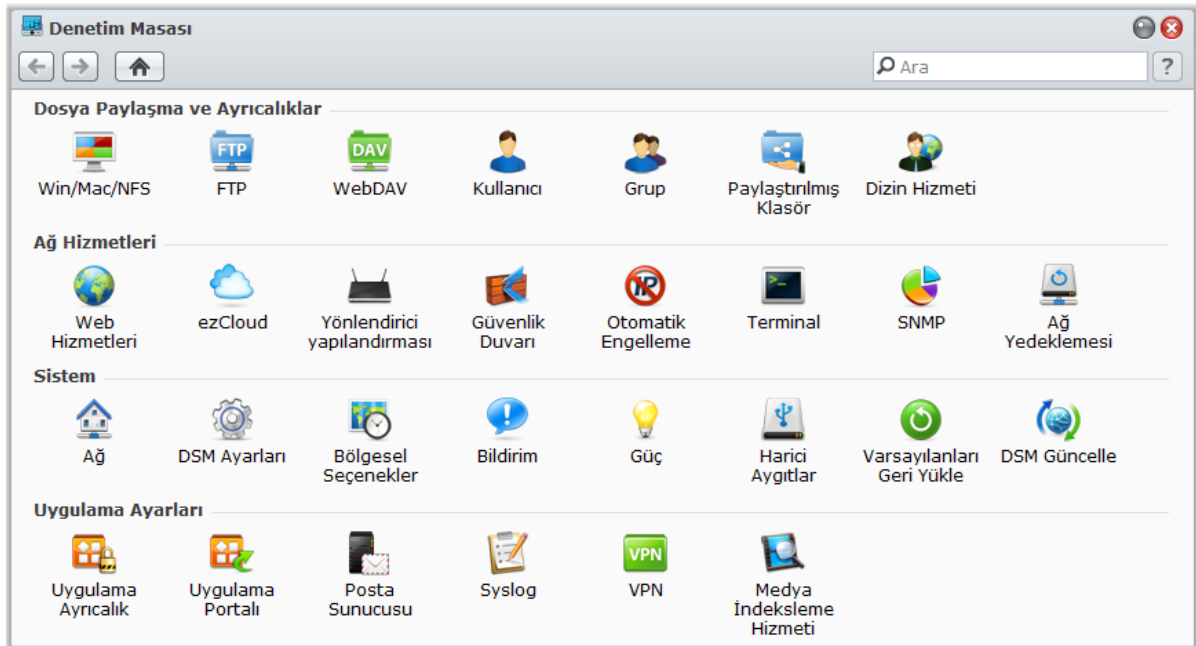 Denetim Masası
Ara
?
Dosya Paylaşma ve Ayrıcalıklar
FTP
DAV
Win/Mac/NFS
FTP
WebDAV
Kullanıcı
Grup
Paylaştırılmış
Klasör
Dizin Hizmeti
Ağ Hizmetleri
IP
Web
Hizmetleri
ezCloud
Yönlendirici
yapılandırması
Güvenlik
Duvarı
Otomatik
Engelleme
Terminal
SNMP
Ağ
Yedeklemesi
Sistem
Ağ
DSM Ayarları
Bölgesel
Seçenekler
Bildirim
Güç
Harici
Aygıtlar
Varsayılanları
Geri Yükle
DSM Güncelle
Uygulama Ayarları
VPN
Uygulama
Ayrıcalık
Uygulama
Portalı
Posta
Sunucusu
Syslog
VPN
Medya
İndeksleme
Hizmeti